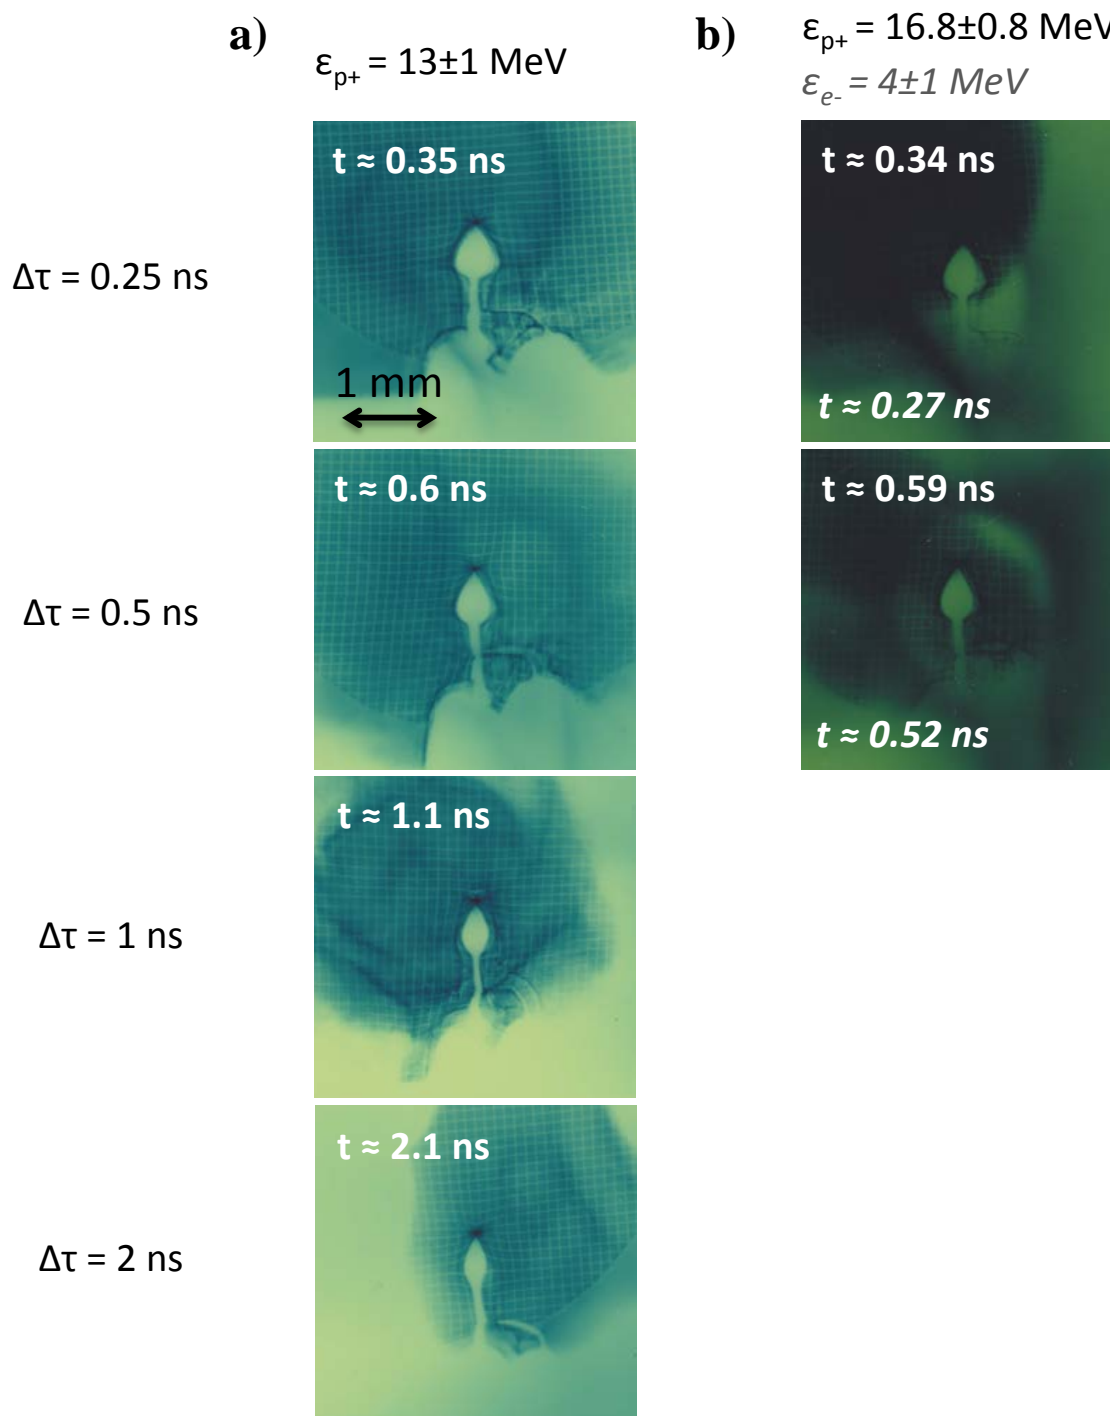 a)
ε_p+ = 13±1 MeV
b)
ε_p+ = 16.8±0.8 MeV
ε_e- = 4±1 MeV
Δτ = 0.25 ns
t ≈ 0.35 ns
1 mm
t ≈ 0.34 ns
t ≈ 0.27 ns
Δτ = 0.5 ns
t ≈ 0.6 ns
t ≈ 0.59 ns
t ≈ 0.52 ns
Δτ = 1 ns
t ≈ 1.1 ns
Δτ = 2 ns
t ≈ 2.1 ns